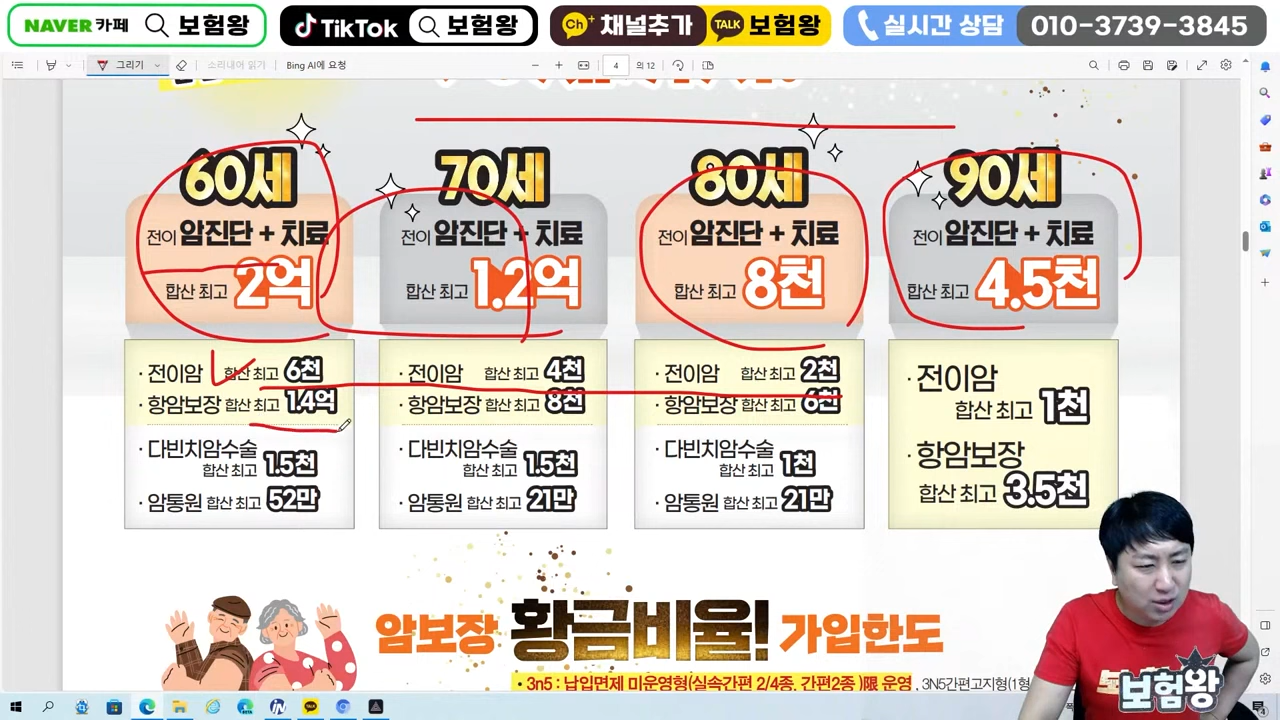 NAVER 카페 보험왕
TikTok 보험왕
Ch+ 채널추가 TALK 보험왕
실시간 상담 010-3739-3845
그리기 소리내어 읽기 Bing AI에 요청
4 의 12
60세
전이 암진단 + 치료
합산 최고 2억
· 전이암 합산 최고 6천
· 항암보장 합산 최고 1.4억
· 다빈치암수술
합산 최고 1.5천
· 암통원 합산 최고 52만
70세
전이 암진단 + 치료
합산 최고 1.2억
· 전이암 합산 최고 4천
· 항암보장 합산 최고 8천
· 다빈치암수술
합산 최고 1.5천
· 암통원 합산 최고 21만
80세
전이 암진단 + 치료
합산 최고 8천
· 전이암 합산 최고 2천
· 항암보장 합산 최고 6천
· 다빈치암수술
합산 최고 1천
· 암통원 합산 최고 21만
90세
전이 암진단 + 치료
합산 최고 4.5천
· 전이암
합산 최고 1천
· 항암보장
합산 최고 3.5천
암보장 황금비율! 가입한도
• 3n5 : 납입면제 미운영형(실속간편 2/4종, 간편2종)限 운영 , 3N5간편고지형(1형
보험왕
TALK